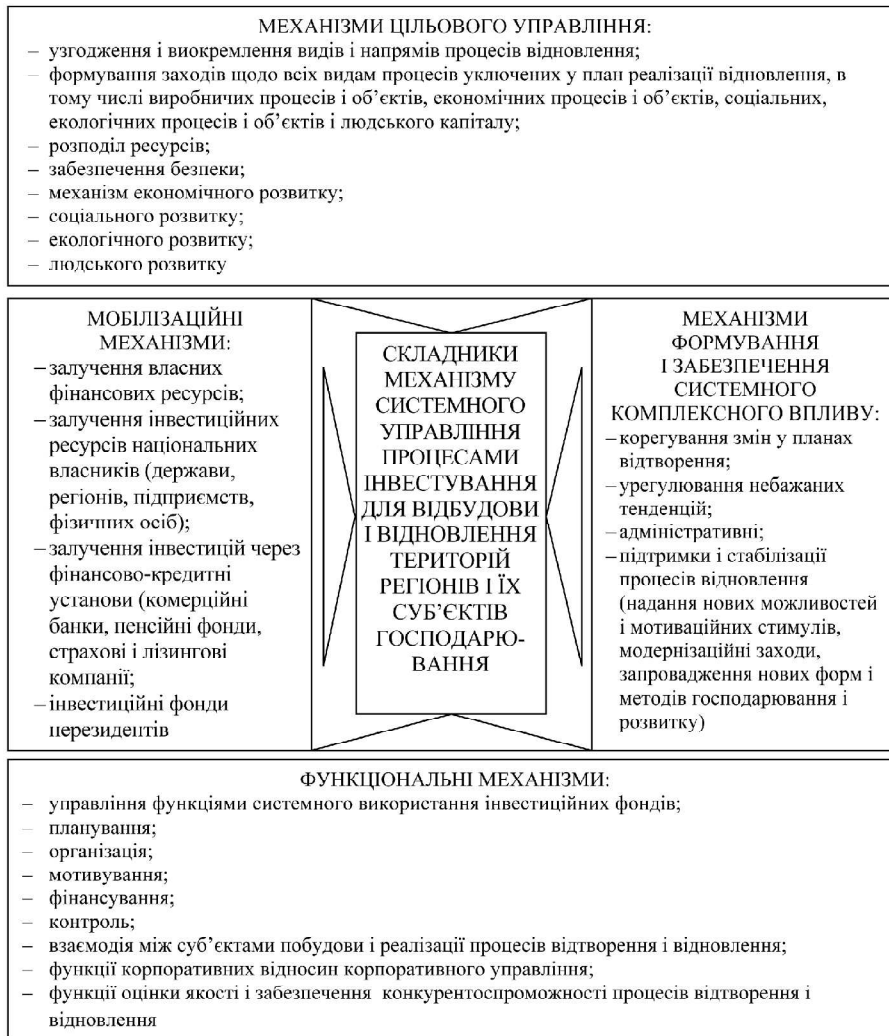 МЕХАНІЗМИ ЦІЛЬОВОГО УПРАВЛІННЯ:
– узгодження і виокремлення видів і напрямів процесів відновлення;
– формування заходів щодо всіх видам процесів уключених у план реалізації відновлення, в
тому числі виробничих процесів і об’єктів, економічних процесів і об’єктів, соціальних,
екологічних процесів і об’єктів і людського капіталу;
– розподіл ресурсів;
– забезпечення безпеки;
– механізм економічного розвитку;
– соціального розвитку;
– екологічного розвитку;
– людського розвитку
МОБІЛІЗАЦІЙНІ
МЕХАНІЗМИ:
– залучення власних
фінансових ресурсів;
– залучення інвестиційних
ресурсів національних
власників (держави,
регіонів, підприємств,
фізичних осіб);
– залучення інвестицій через
фінансово-кредитні
установи (комерційні
банки, пенсійні фонди,
страхові і лізингові
компанії;
– інвестиційні фонди
нерезидентів
СКЛАДНИКИ
МЕХАНІЗМУ
СИСТЕМНОГО
УПРАВЛІННЯ
ПРОЦЕСАМИ
ІНВЕСТУВАННЯ
ДЛЯ ВІДБУДОВИ
І ВІДНОВЛЕННЯ
ТЕРИТОРІЙ
РЕГІОНІВ І ЇХ
СУБ’ЄКТІВ
ГОСПОДАРЮ-
ВАННЯ
МЕХАНІЗМИ
ФОРМУВАННЯ
І ЗАБЕЗПЕЧЕННЯ
СИСТЕМНОГО
КОМПЛЕКСНОГО ВПЛИВУ:
– корегування змін у планах
відтворення;
– урегулювання небажаних
тенденцій;
– адміністративні;
– підтримки і стабілізації
процесів відновлення
(надання нових можливостей
і мотиваційних стимулів,
модернізаційні заходи,
запровадження нових форм і
методів господарювання і
розвитку)
ФУНКЦІОНАЛЬНІ МЕХАНІЗМИ:
– управління функціями системного використання інвестиційних фондів;
– планування;
– організація;
– мотивування;
– фінансування;
– контроль;
– взаємодія між суб’єктами побудови і реалізації процесів відтворення і відновлення;
– функції корпоративних відносин корпоративного управління;
– функції оцінки якості і забезпечення конкурентоспроможності процесів відтворення і
відновлення